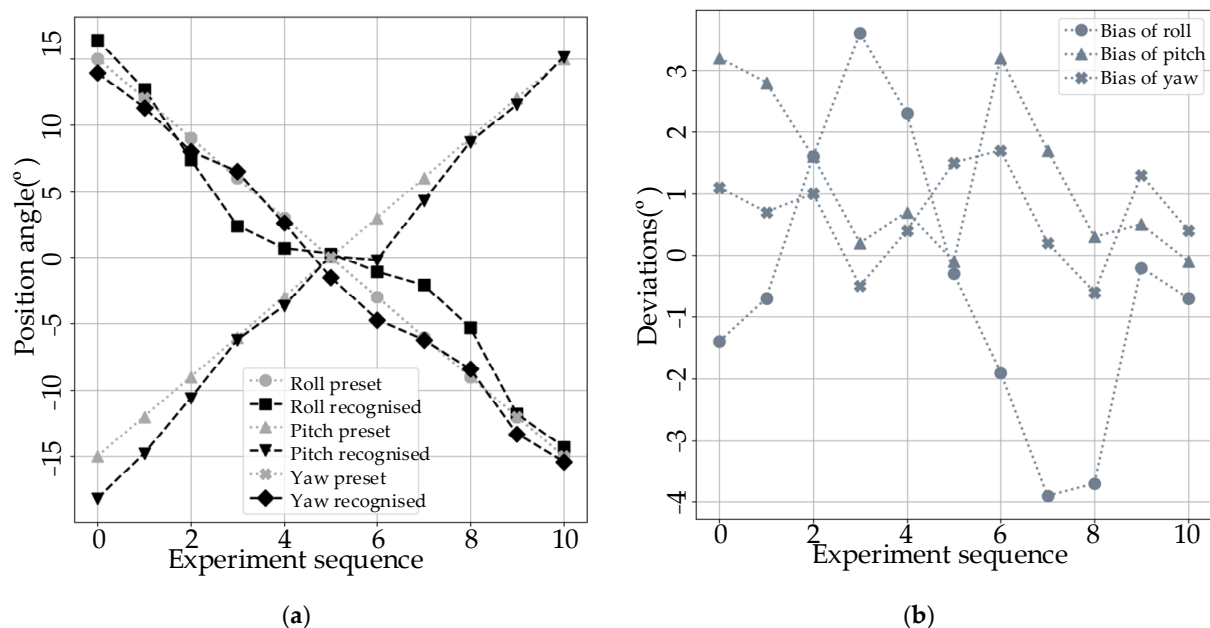 Position angle(°)
15
10
5
0
−5
−10
−15
Roll preset
Roll recognised
Pitch preset
Pitch recognised
Yaw preset
Yaw recognised
0 2 4 6 8 10
Experiment sequence
(a)
Deviations(°)
3
2
1
0
−1
−2
−3
−4
Bias of roll
Bias of pitch
Bias of yaw
0 2 4 6 8 10
Experiment sequence
(b)